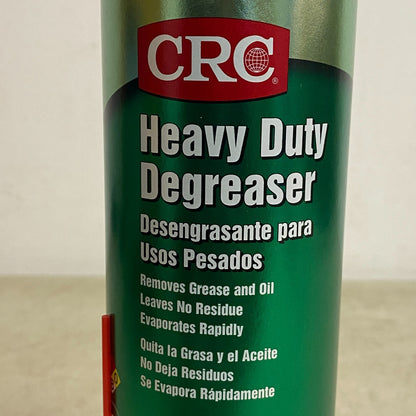 CRC
Heavy Duty
Degreaser
Desengrasante para
Usos Pesados
Removes Grease and Oil
Leaves No Residue
Evaporates Rapidly
Quita la Grasa y el Aceite
No Deja Residuos
Se Evapora Rápidamente